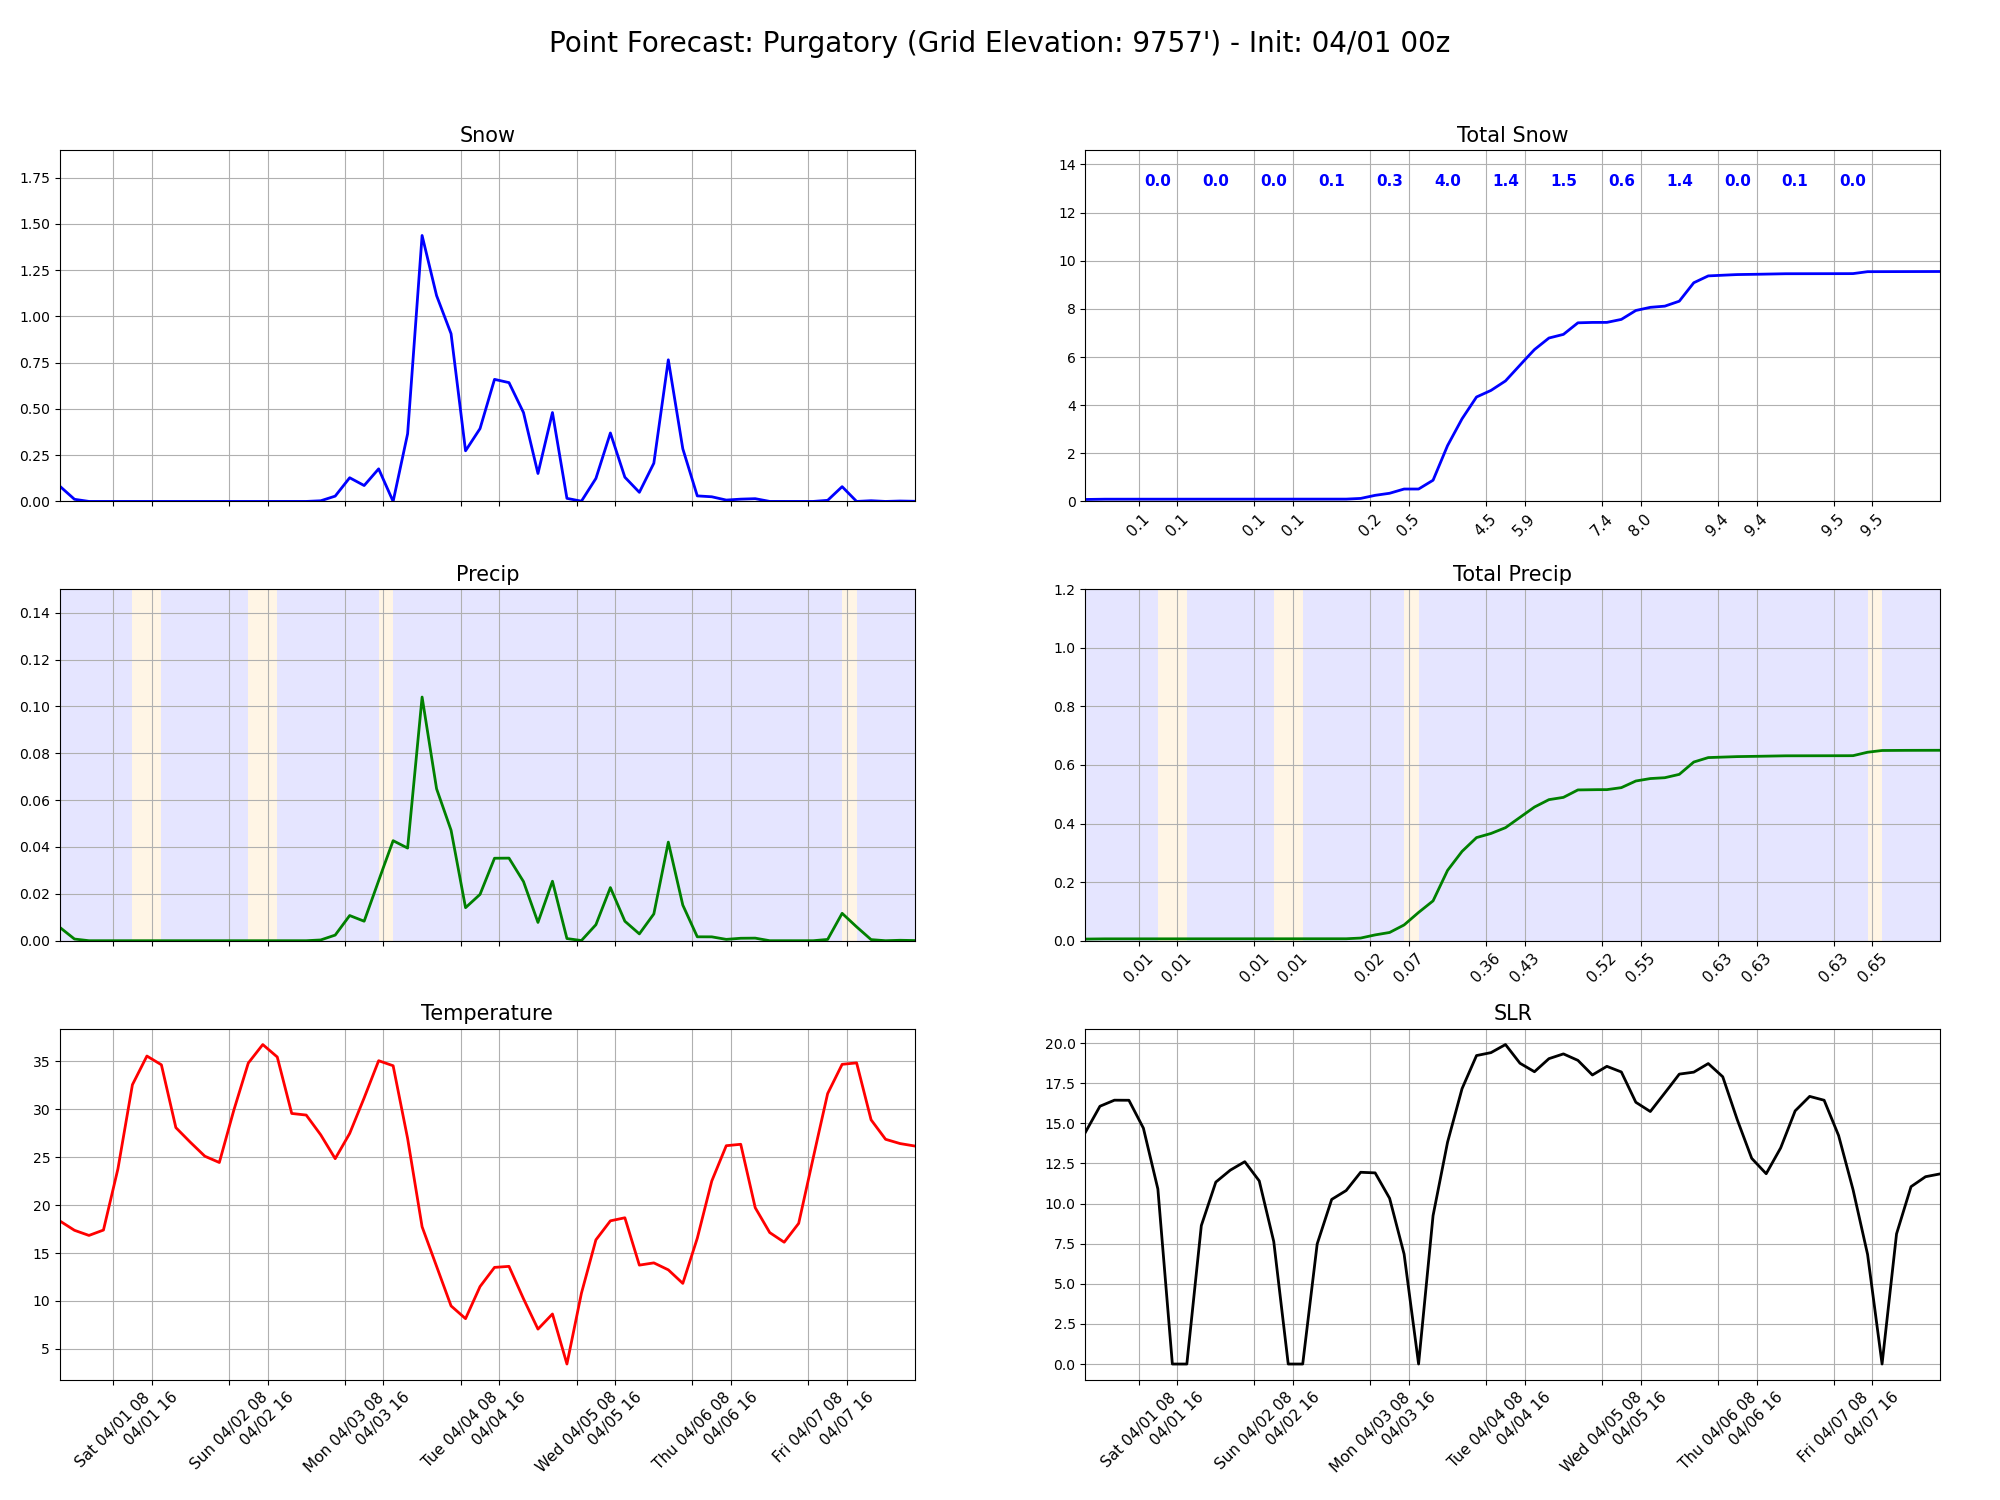 Point Forecast: Purgatory (Grid Elevation: 9757') - Init: 04/01 00z
Snow
1.75
1.50
1.25
1.00
0.75
0.50
0.25
0.00
Total Snow
14
12
10
8
6
4
2
0
0.0 0.0 0.0 0.1 0.3 4.0 1.4 1.5 0.6 1.4 0.0 0.1 0.0
0.1 0.1 0.1 0.1 0.2 0.5 4.5 5.9 7.4 8.0 9.4 9.4 9.5 9.5
Precip
0.14
0.12
0.10
0.08
0.06
0.04
0.02
0.00
Total Precip
1.2
1.0
0.8
0.6
0.4
0.2
0.0
0.01 0.01 0.01 0.01 0.02 0.07 0.36 0.43 0.52 0.55 0.63 0.63 0.63 0.65
Temperature
35
30
25
20
15
10
5
Sat 04/01 08
04/01 16
Sun 04/02 08
04/02 16
Mon 04/03 08
04/03 16
Tue 04/04 08
04/04 16
Wed 04/05 08
04/05 16
Thu 04/06 08
04/06 16
Fri 04/07 08
04/07 16
SLR
20.0
17.5
15.0
12.5
10.0
7.5
5.0
2.5
0.0
Sat 04/01 08
04/01 16
Sun 04/02 08
04/02 16
Mon 04/03 08
04/03 16
Tue 04/04 08
04/04 16
Wed 04/05 08
04/05 16
Thu 04/06 08
04/06 16
Fri 04/07 08
04/07 16